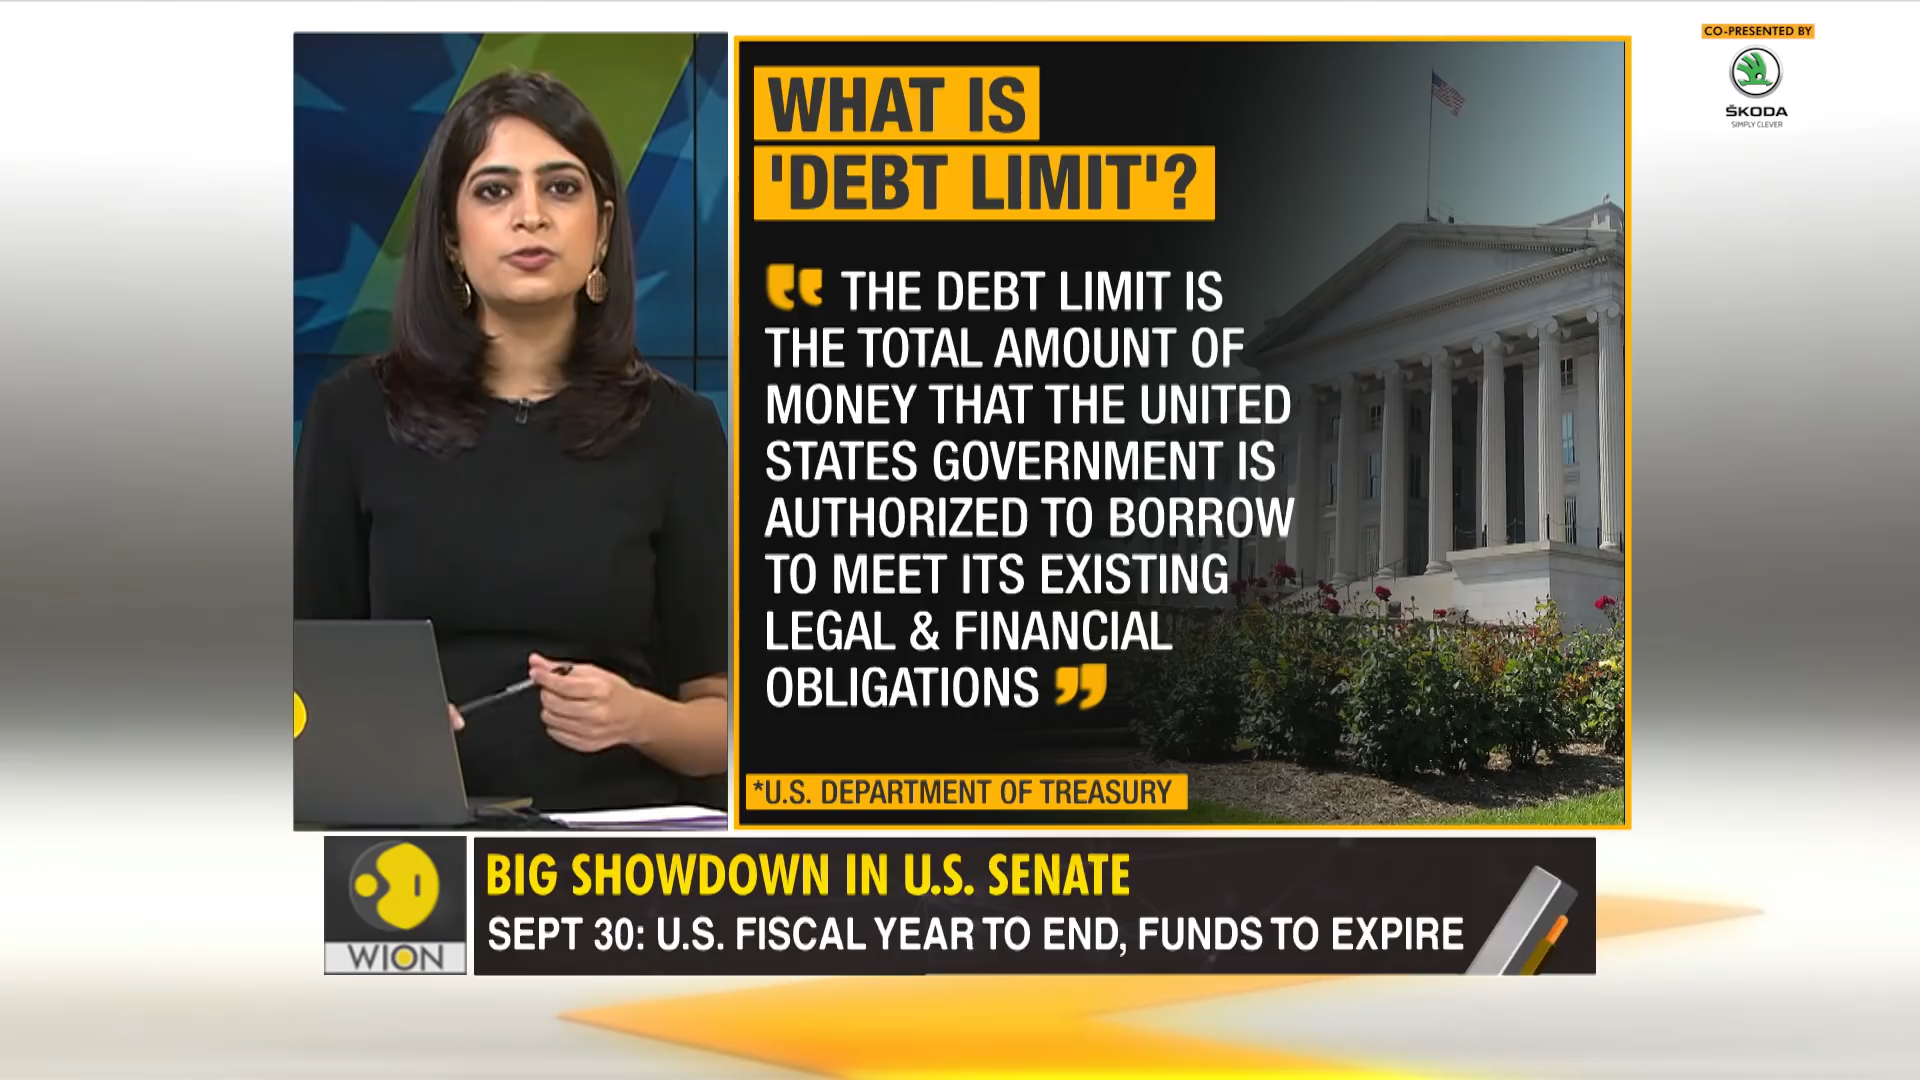 CO-PRESENTED BY
ŠKODA
SIMPLY CLEVER
WHAT IS
'DEBT LIMIT'?
“ THE DEBT LIMIT IS
THE TOTAL AMOUNT OF
MONEY THAT THE UNITED
STATES GOVERNMENT IS
AUTHORIZED TO BORROW
TO MEET ITS EXISTING
LEGAL & FINANCIAL
OBLIGATIONS ”
*U.S. DEPARTMENT OF TREASURY
WION
BIG SHOWDOWN IN U.S. SENATE
SEPT 30: U.S. FISCAL YEAR TO END, FUNDS TO EXPIRE